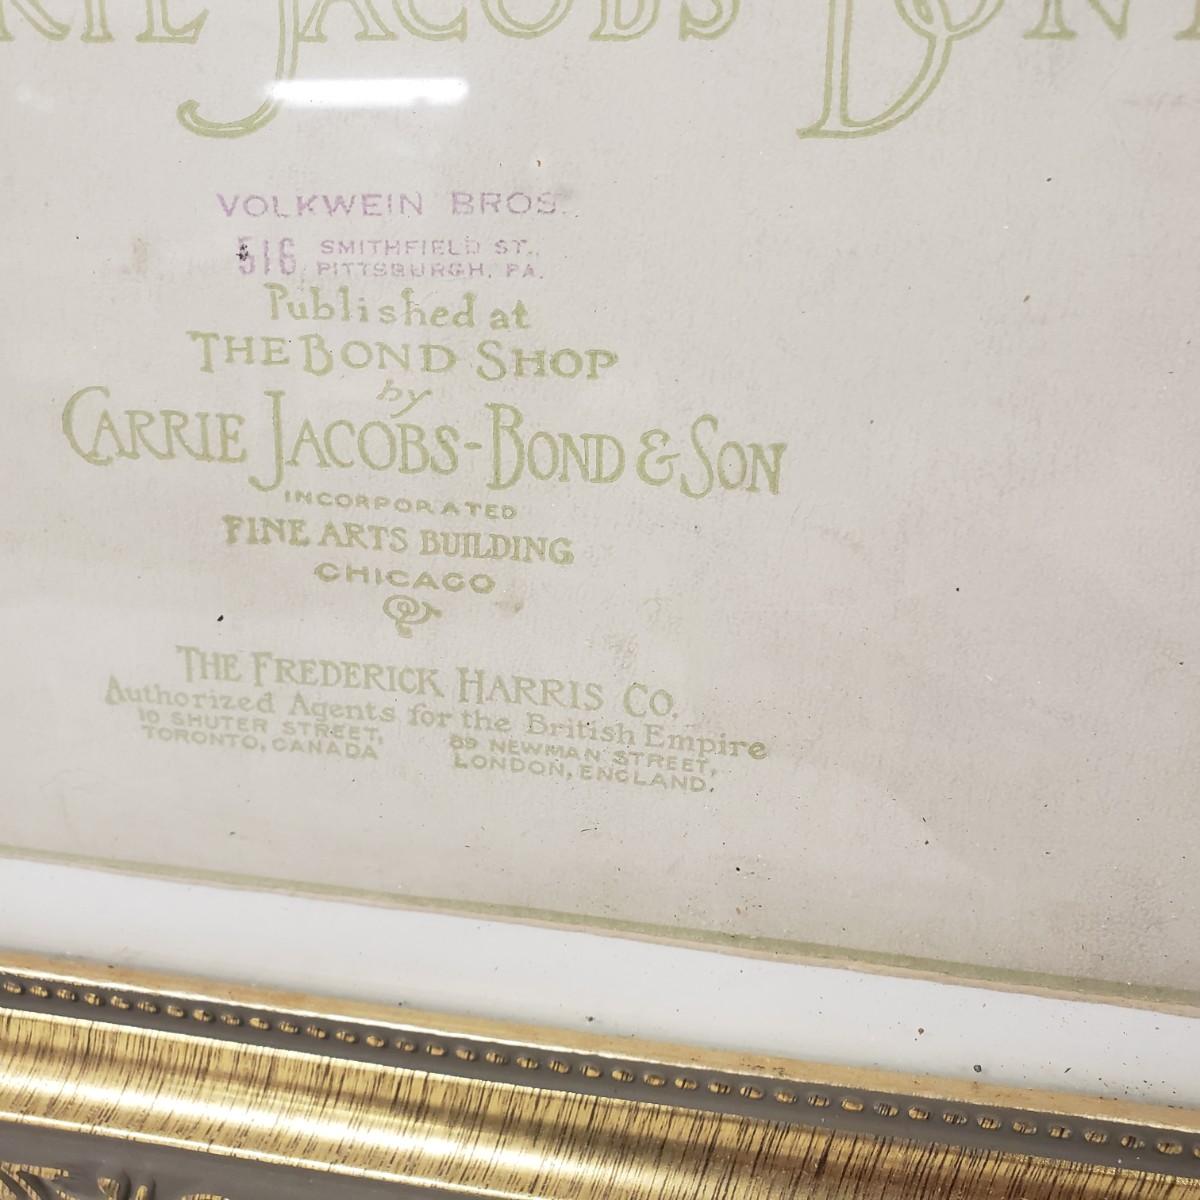 JACOBS
VOLKWEIN BROS.
516 SMITHFIELD ST.,
PITTSBURGH, PA.
Published at
THE BOND SHOP
by
CARRIE JACOBS-BOND & SON
INCORPORATED
FINE ARTS BUILDING
CHICAGO
THE FREDERICK HARRIS CO.
Authorized Agents for the British Empire
10 SHUTER STREET,
TORONTO, CANADA
89 NEWMAN STREET,
LONDON, ENGLAND.